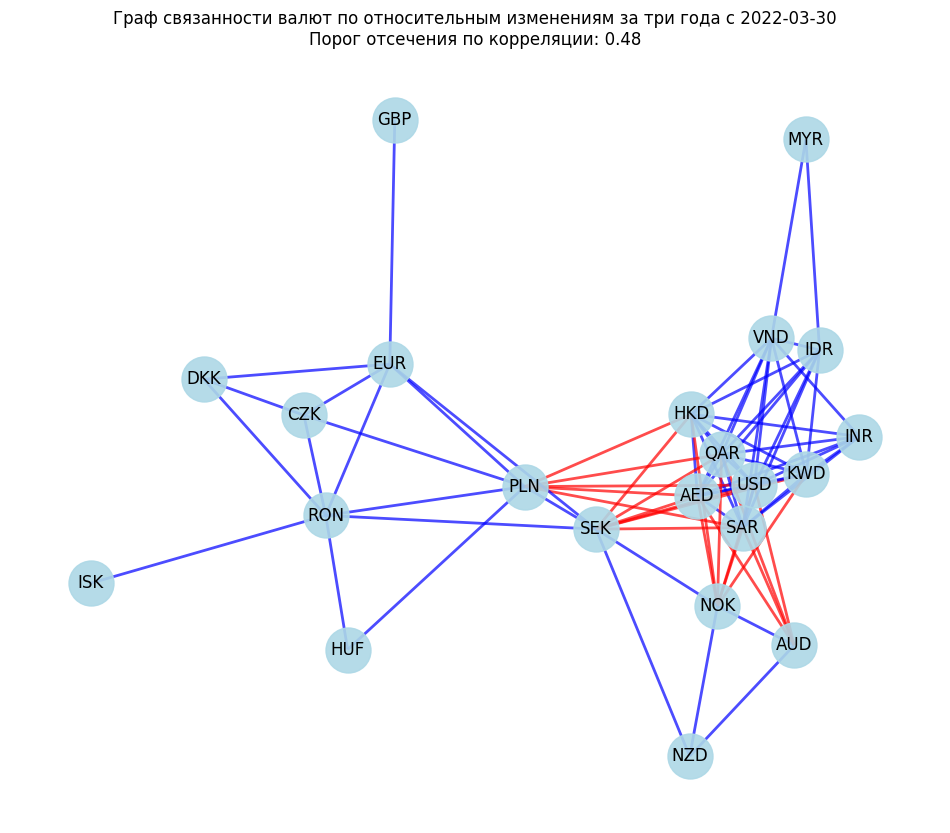 Граф связанности валют по относительным изменениям за три года с 2022-03-30
Порог отсечения по корреляции: 0.48
GBP
MYR
VND
IDR
EUR
DKK
CZK
HKD
INR
QAR
KWD
USD
PLN
AED
RON
SEK
SAR
ISK
NOK
HUF
AUD
NZD